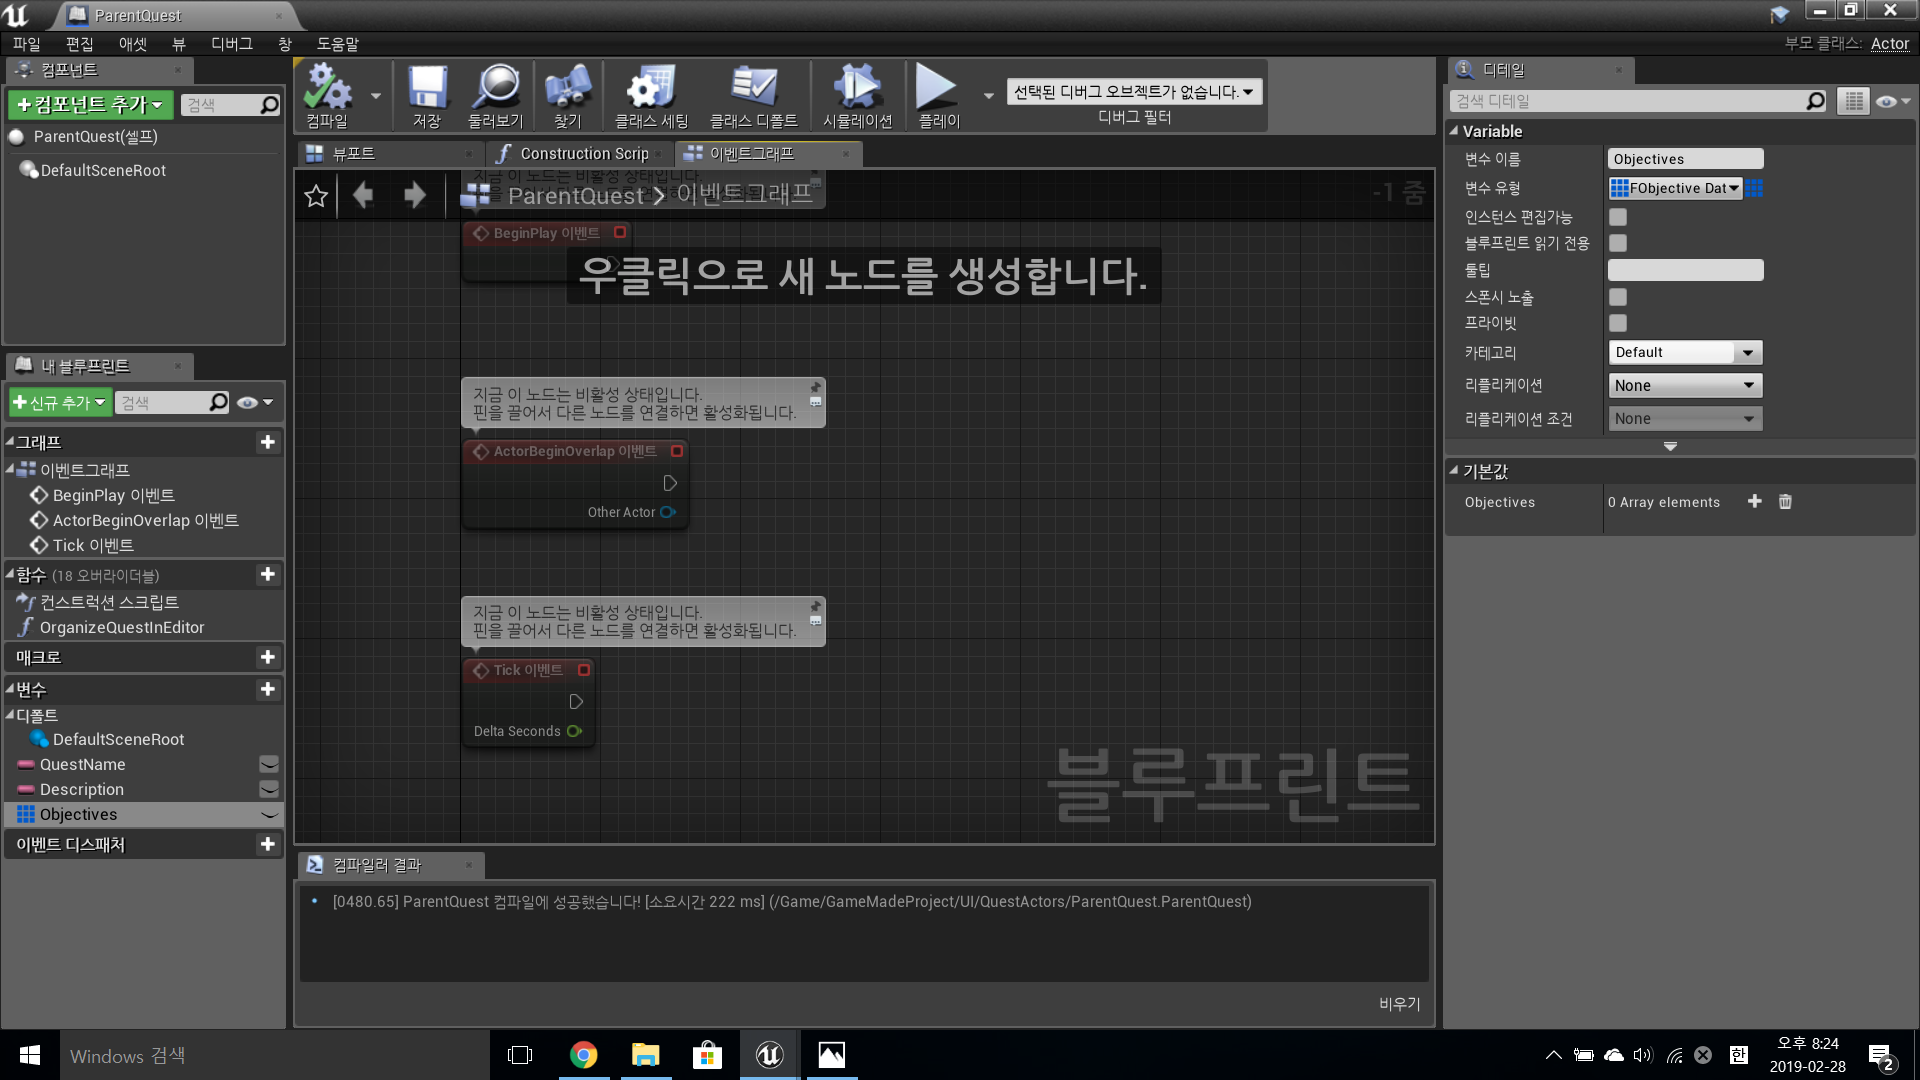 ParentQuest
파일 편집 애셋 뷰 디버그 창 도움말
부모 클래스: Actor
컴포넌트
+컴포넌트 추가
검색
ParentQuest(셀프)
DefaultSceneRoot
컴파일 저장 둘러보기 찾기 클래스 세팅 클래스 디폴트 시뮬레이션 플레이
선택된 디버그 오브젝트가 없습니다.
디버그 필터
뷰포트
Construction Scrip
이벤트그래프
ParentQuest > 이벤트그래프
-1 줌
BeginPlay 이벤트
우클릭으로 새 노드를 생성합니다.
지금 이 노드는 비활성 상태입니다.
핀을 끌어서 다른 노드를 연결하면 활성화됩니다.
ActorBeginOverlap 이벤트
Other Actor
지금 이 노드는 비활성 상태입니다.
핀을 끌어서 다른 노드를 연결하면 활성화됩니다.
Tick 이벤트
Delta Seconds
블루프린트
내 블루프린트
+신규 추가
검색
그래프
이벤트그래프
BeginPlay 이벤트
ActorBeginOverlap 이벤트
Tick 이벤트
함수 (18 오버라이더블)
컨스트럭션 스크립트
OrganizeQuestInEditor
매크로
변수
디폴트
DefaultSceneRoot
QuestName
Description
Objectives
이벤트 디스패처
컴파일러 결과
[0480.65] ParentQuest 컴파일에 성공했습니다! [소요시간 222 ms] (/Game/GameMadeProject/UI/QuestActors/ParentQuest.ParentQuest)
비우기
디테일
검색 디테일
Variable
변수 이름 Objectives
변수 유형 FObjective Dat
인스턴스 편집가능
블루프린트 읽기 전용
툴팁
스폰시 노출
프라이빗
카테고리 Default
리플리케이션 None
리플리케이션 조건 None
기본값
Objectives 0 Array elements
Windows 검색
한
오후 8:24
2019-02-28
2